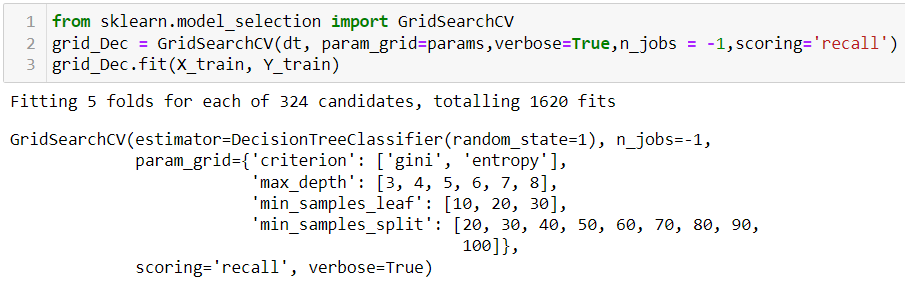 1 from sklearn.model_selection import GridSearchCV
2 grid_Dec = GridSearchCV(dt, param_grid=params,verbose=True,n_jobs = -1,scoring='recall')
3 grid_Dec.fit(X_train, Y_train)
Fitting 5 folds for each of 324 candidates, totalling 1620 fits
GridSearchCV(estimator=DecisionTreeClassifier(random_state=1), n_jobs=-1,
             param_grid={'criterion': ['gini', 'entropy'],
                         'max_depth': [3, 4, 5, 6, 7, 8],
                         'min_samples_leaf': [10, 20, 30],
                         'min_samples_split': [20, 30, 40, 50, 60, 70, 80, 90,
                                               100]},
             scoring='recall', verbose=True)